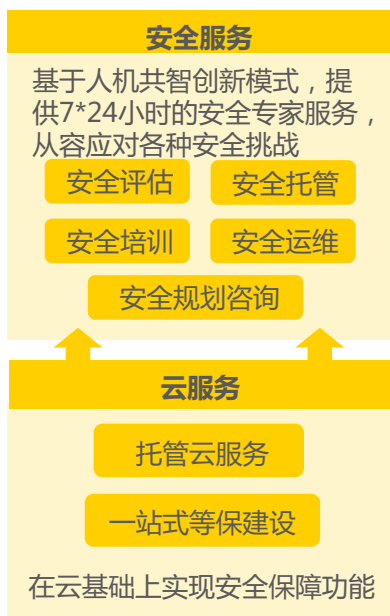 安全服务
基于人机共智创新模式，提
供7*24小时的安全专家服务，
从容应对各种安全挑战
安全评估 安全托管
安全培训 安全运维
安全规划咨询
云服务
托管云服务
一站式等保建设
在云基础上实现安全保障功能